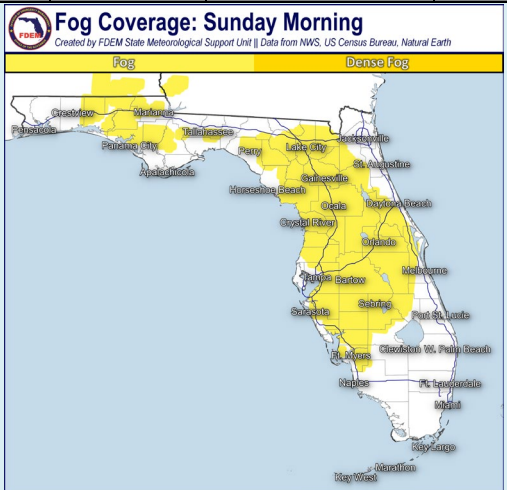 Fog Coverage: Sunday Morning
FDEM
Created by FDEM State Meteorological Support Unit || Data from NWS, US Census Bureau, Natural Earth
Fog Dense Fog
Crestview
Marianna
Pensacola
Tallahassee
Jacksonville
Panama City
Perry
Lake City
Apalachicola
St. Augustine
Gainesville
Horseshoe Beach
Ocala
Daytona Beach
Crystal River
Orlando
Tampa
Bartow
Melbourne
Sebring
Sarasota
Port St. Lucie
Ft. Myers
Clewiston
W. Palm Beach
Naples
Ft. Lauderdale
Miami
Key Largo
Marathon
Key West